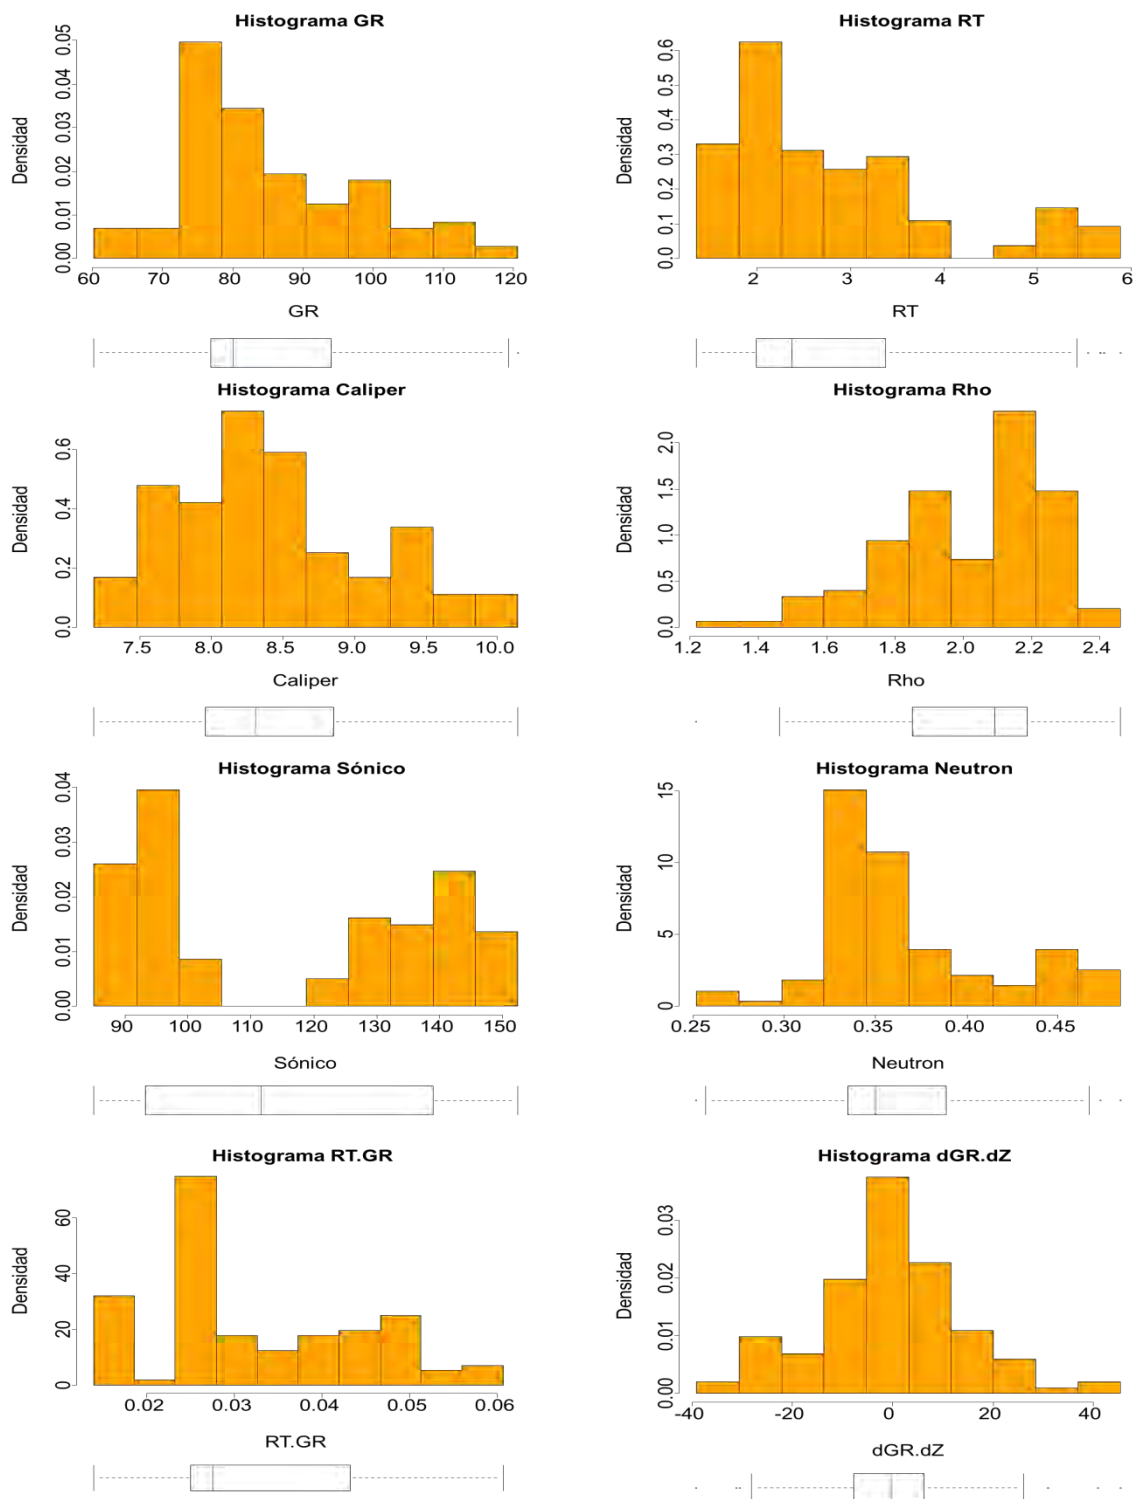 Histograma GR
Densidad
0.00 0.01 0.02 0.03 0.04 0.05
60 70 80 90 100 110 120
GR
Histograma RT
Densidad
0.0 0.1 0.2 0.3 0.4 0.5 0.6
2 3 4 5 6
RT
Histograma Caliper
Densidad
0.0 0.2 0.4 0.6
7.5 8.0 8.5 9.0 9.5 10.0
Caliper
Histograma Rho
Densidad
0.0 0.5 1.0 1.5 2.0
1.2 1.4 1.6 1.8 2.0 2.2 2.4
Rho
Histograma Sónico
Densidad
0.00 0.01 0.02 0.03 0.04
90 100 110 120 130 140 150
Sónico
Histograma Neutron
Densidad
0 5 10 15
0.25 0.30 0.35 0.40 0.45
Neutron
Histograma RT.GR
Densidad
0 20 40 60
0.02 0.03 0.04 0.05 0.06
RT.GR
Histograma dGR.dZ
Densidad
0.00 0.01 0.02 0.03
-40 -20 0 20 40
dGR.dZ